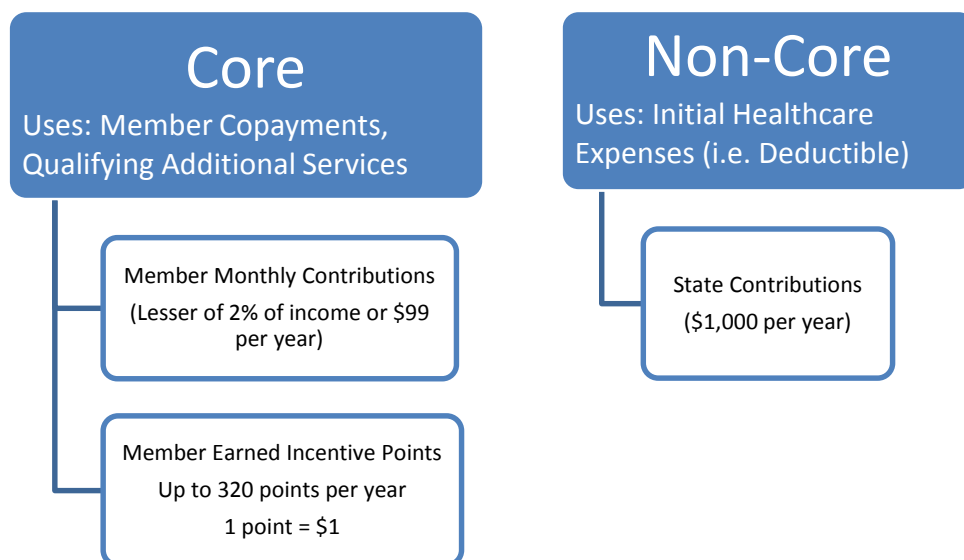 Core
Uses: Member Copayments,
Qualifying Additional Services
Member Monthly Contributions
(Lesser of 2% of income or $99
per year)
Member Earned Incentive Points
Up to 320 points per year
1 point = $1
Non-Core
Uses: Initial Healthcare
Expenses (i.e. Deductible)
State Contributions
($1,000 per year)